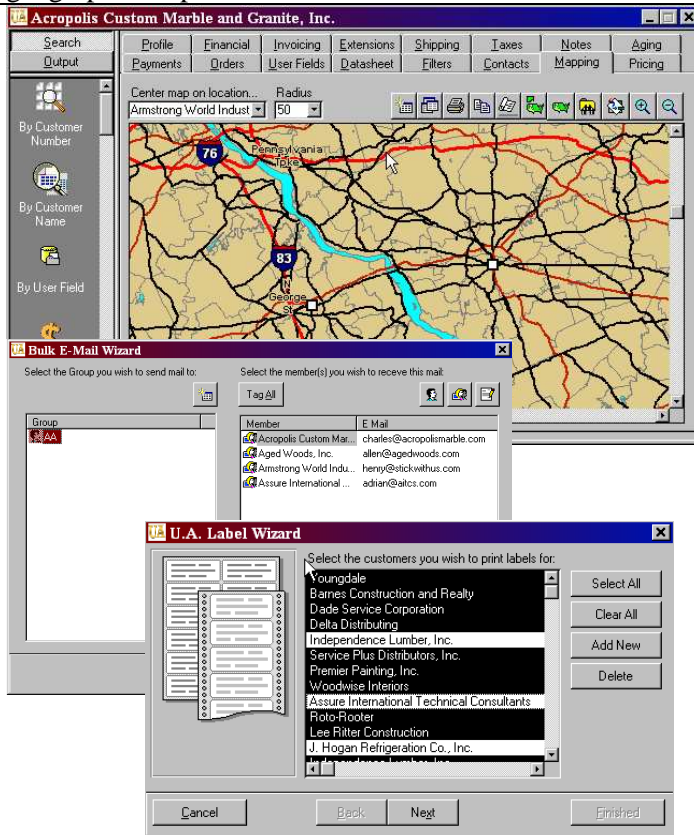 Acropolis Custom Marble and Granite, Inc.
Search
Output
Profile Financial Invoicing Extensions Shipping Taxes Notes Aging
Payments Orders User Fields Datasheet Filters Contacts Mapping Pricing
Center map on location... Radius
Armstrong World Indust 50
By Customer
Number
By Customer
Name
By User Field
76
Pennsylvania
Tpke
83
N
George
St
Bulk E-Mail Wizard
Select the Group you wish to send mail to:
Select the member(s) you wish to receve this mail:
Tag All
Group
AA
Member E Mail
Acropolis Custom Mar... charles@acropolismarble.com
Aged Woods, Inc. allen@agedwoods.com
Armstrong World Indu... henry@stickwithus.com
Assure International ... adrian@aitcs.com
UA U.A. Label Wizard
Select the customers you wish to print labels for:
Youngdale
Barnes Construction and Realty
Dade Service Corporation
Delta Distributing
Independence Lumber, Inc.
Service Plus Distributors, Inc.
Premier Painting, Inc.
Woodwise Interiors
Assure International Technical Consultants
Roto-Rooter
Lee Ritter Construction
J. Hogan Refrigeration Co., Inc.
Select All
Clear All
Add New
Delete
Cancel Back Next Finished